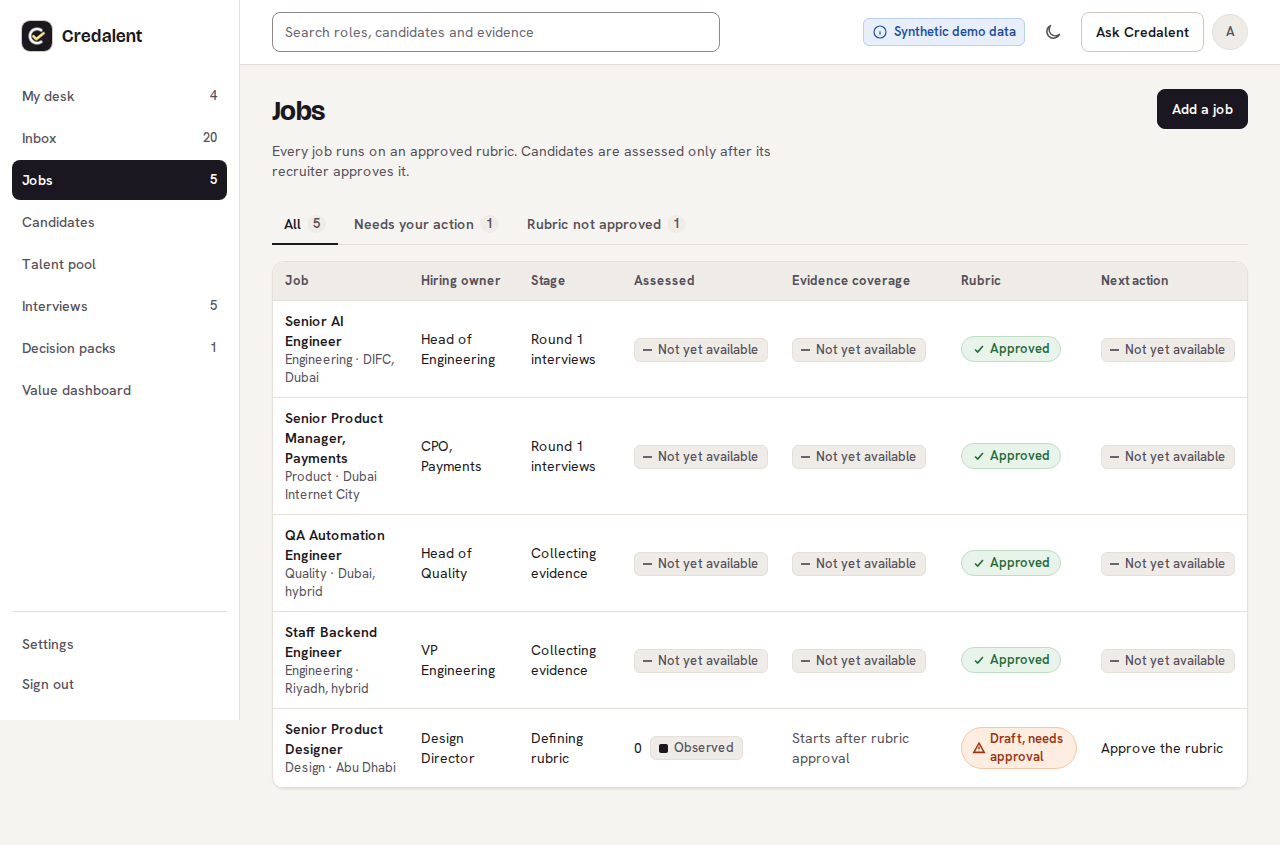 Credalent
Search roles, candidates and evidence
Synthetic demo data
Ask Credalent
A
My desk 4
Inbox 20
Jobs 5
Candidates
Talent pool
Interviews 5
Decision packs 1
Value dashboard
Settings
Sign out
Jobs
Add a job
Every job runs on an approved rubric. Candidates are assessed only after its
recruiter approves it.
All 5 Needs your action 1 Rubric not approved 1
Job Hiring owner Stage Assessed Evidence coverage Rubric Next action
Senior AI
Engineer
Engineering · DIFC,
Dubai
Head of
Engineering
Round 1
interviews
Not yet available
Not yet available
Approved
Not yet available
Senior Product
Manager,
Payments
Product · Dubai
Internet City
CPO,
Payments
Round 1
interviews
Not yet available
Not yet available
Approved
Not yet available
QA Automation
Engineer
Quality · Dubai,
hybrid
Head of
Quality
Collecting
evidence
Not yet available
Not yet available
Approved
Not yet available
Staff Backend
Engineer
Engineering ·
Riyadh, hybrid
VP
Engineering
Collecting
evidence
Not yet available
Not yet available
Approved
Not yet available
Senior Product
Designer
Design · Abu Dhabi
Design
Director
Defining
rubric
0 Observed
Starts after rubric
approval
Draft, needs
approval
Approve the rubric